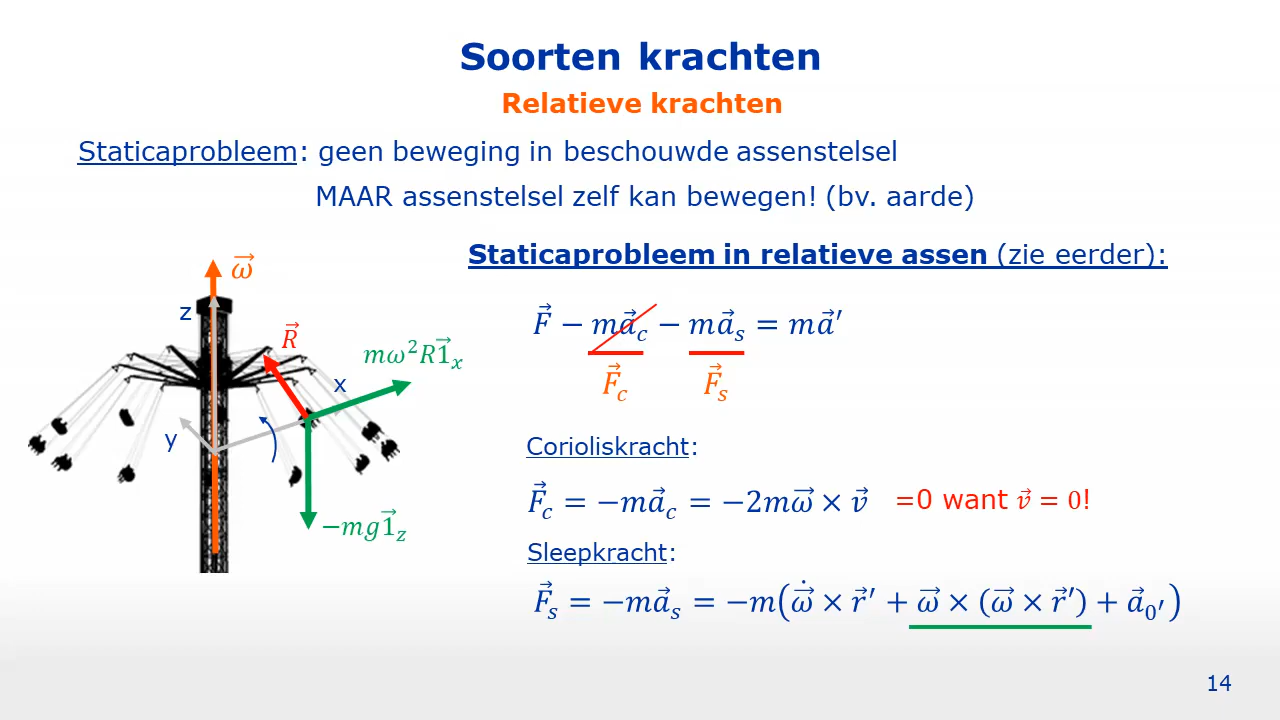 Soorten krachten
Relatieve krachten
Staticaprobleem: geen beweging in beschouwde assenstelsel
MAAR assenstelsel zelf kan bewegen! (bv. aarde)
Staticaprobleem in relatieve assen (zie eerder):
ω⃗
z
R⃗
mω²R1⃗ₓ
x
y
−mg1⃗_z
F⃗ − ma⃗_c − ma⃗_s = ma⃗′
F⃗_c F⃗_s
Corioliskracht:
F⃗_c = −ma⃗_c = −2mω⃗ × v⃗ =0 want v⃗ = 0!
Sleepkracht:
F⃗_s = −ma⃗_s = −m(ω⃗̇ × r⃗′ + ω⃗ × (ω⃗ × r⃗′) + a⃗_0′)
14